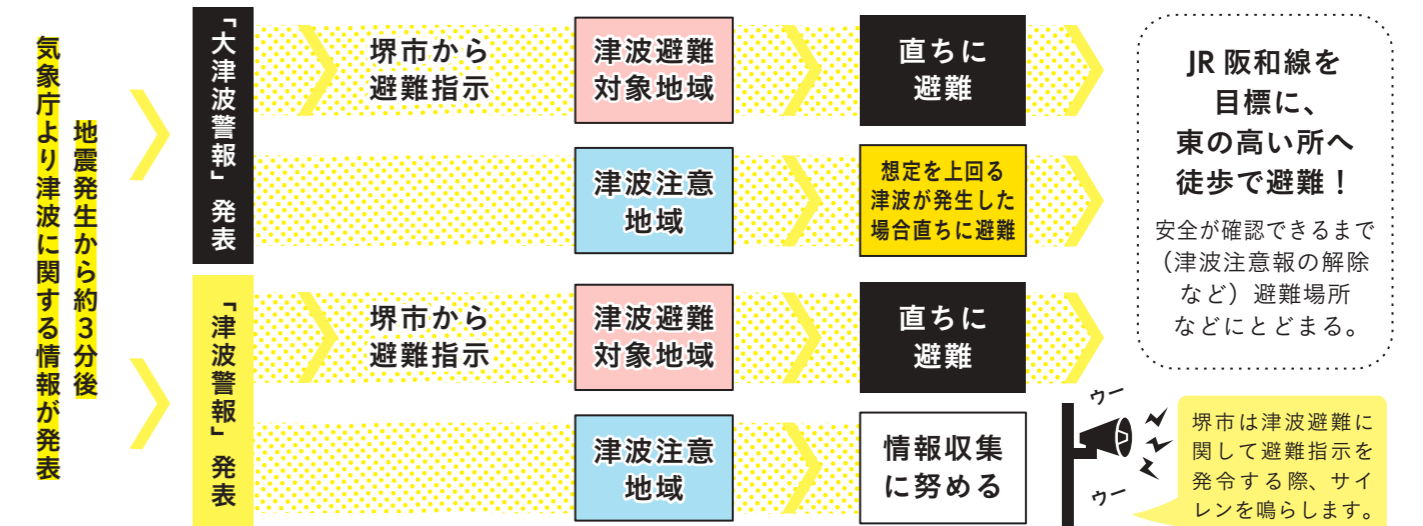 地震発生から約3分後
気象庁より津波に関する情報が発表
「大津波警報」発表
堺市から
避難指示
津波避難
対象地域
直ちに
避難
津波注意
地域
想定を上回る
津波が発生した
場合直ちに避難
「津波警報」発表
堺市から
避難指示
津波避難
対象地域
直ちに
避難
津波注意
地域
情報収集
に努める
JR 阪和線を
目標に、
東の高い所へ
徒歩で避難！
安全が確認できるまで
（津波注意報の解除
など）避難場所
などにとどまる。
ウー
ウー
堺市は津波避難に
関して避難指示を
発令する際、サイ
レンを鳴らします。